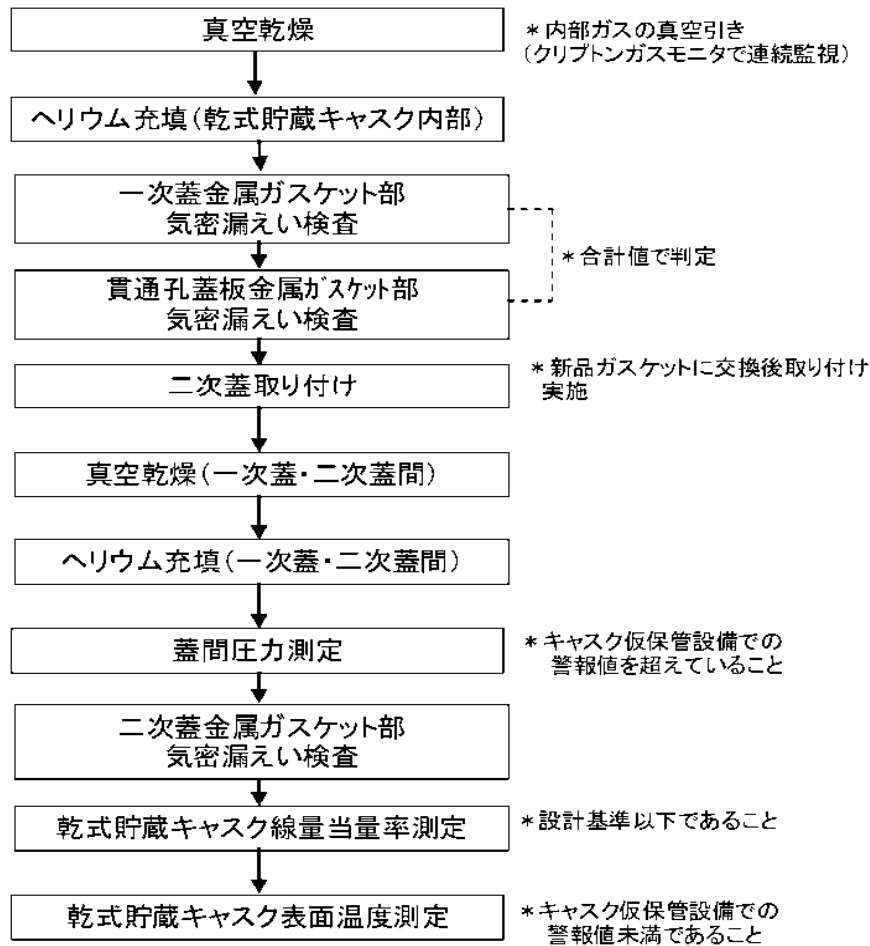 真空乾燥
＊内部ガスの真空引き
(クリプトンガスモニタで連続監視)
ヘリウム充填(乾式貯蔵キャスク内部)
一次蓋金属ガスケット部
気密漏えい検査
＊合計値で判定
貫通孔蓋板金属ガスケット部
気密漏えい検査
二次蓋取り付け
＊新品ガスケットに交換後取り付け
実施
真空乾燥(一次蓋・二次蓋間)
ヘリウム充填(一次蓋・二次蓋間)
蓋間圧力測定
＊キャスク仮保管設備での
警報値を超えていること
二次蓋金属ガスケット部
気密漏えい検査
乾式貯蔵キャスク線量当量率測定
＊設計基準以下であること
乾式貯蔵キャスク表面温度測定
＊キャスク仮保管設備での
警報値未満であること